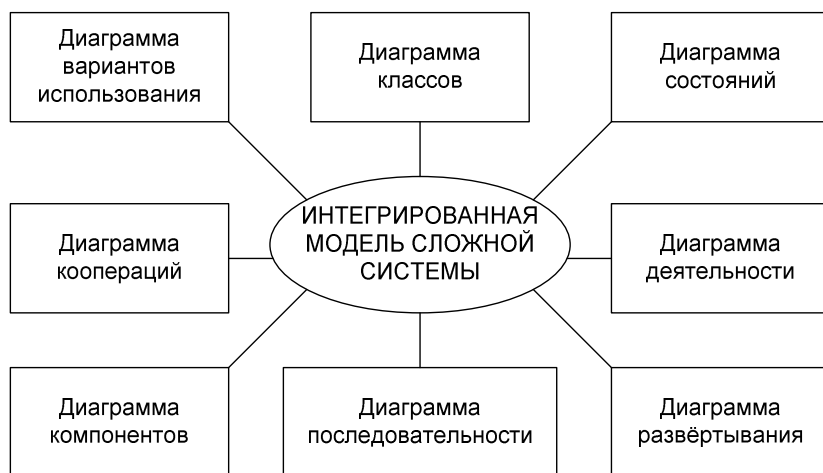 Диаграмма
вариантов
использования
Диаграмма
классов
Диаграмма
состояний
ИНТЕГРИРОВАННАЯ
МОДЕЛЬ СЛОЖНОЙ
СИСТЕМЫ
Диаграмма
коопераций
Диаграмма
деятельности
Диаграмма
компонентов
Диаграмма
последовательности
Диаграмма
развёртывания